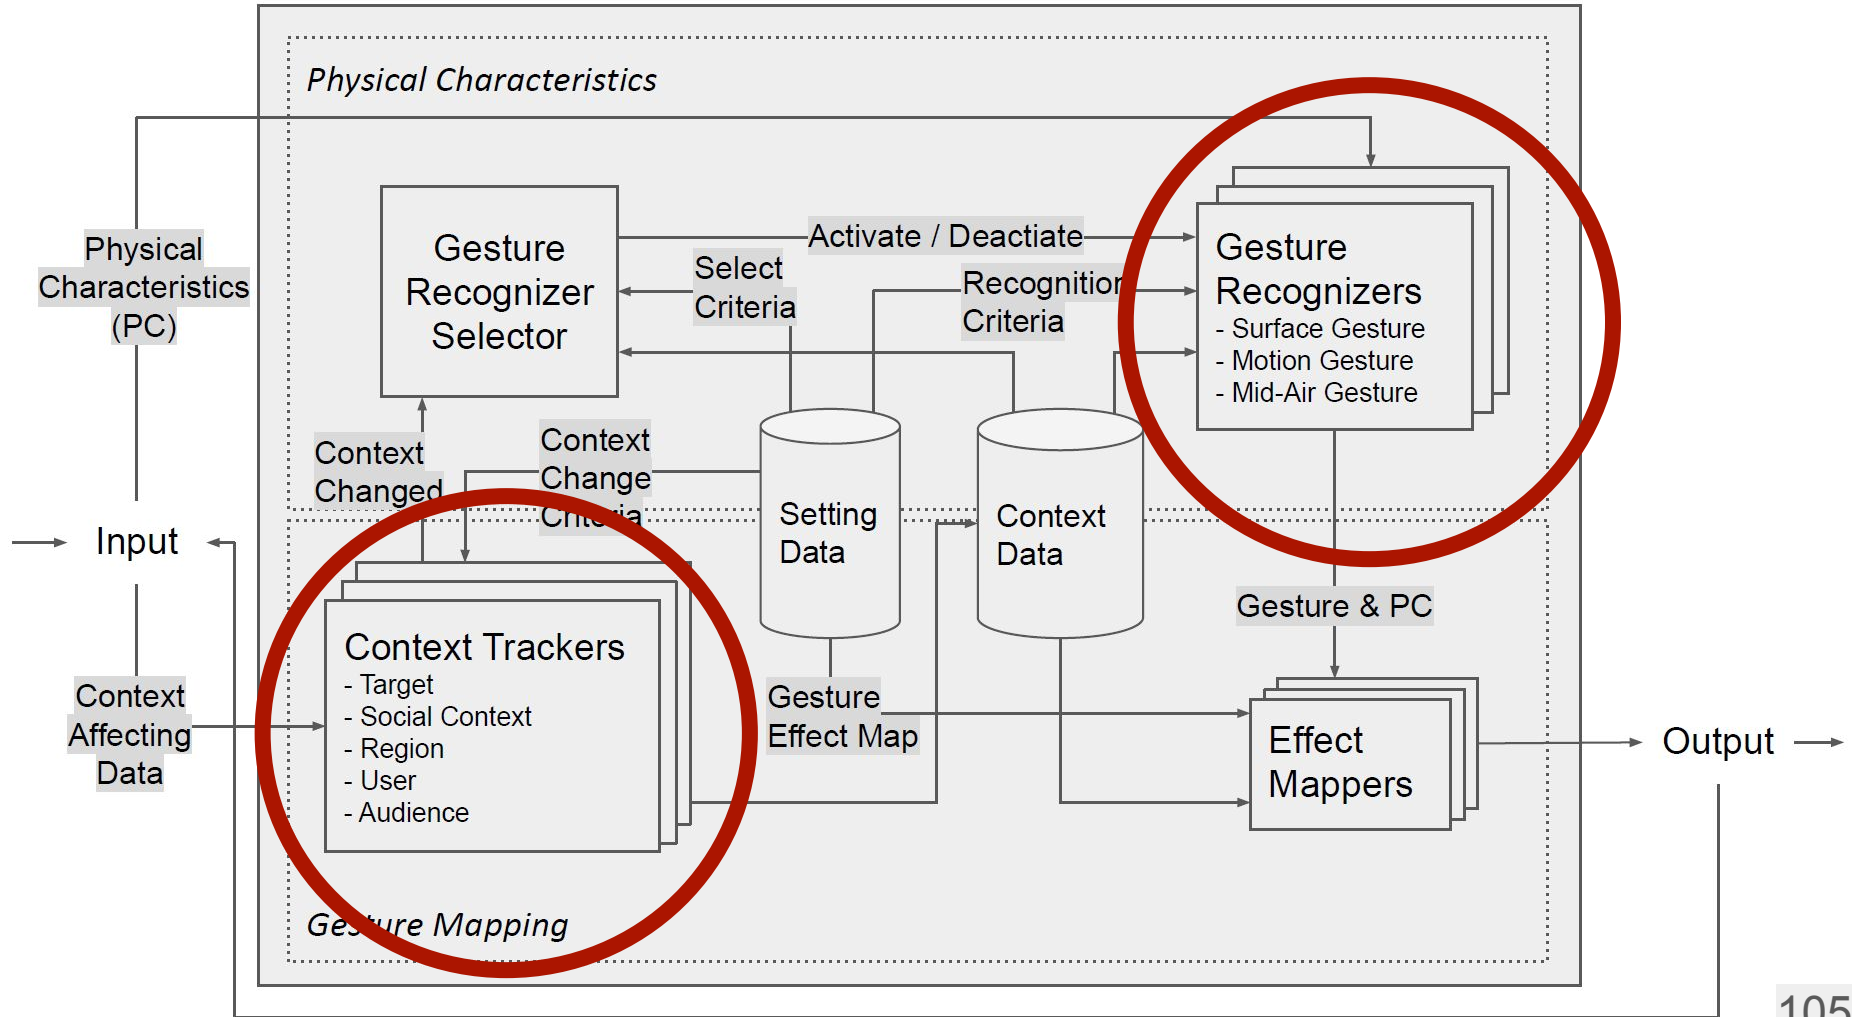 Physical Characteristics
Physical
Characteristics
(PC)
Gesture
Recognizer
Selector
Activate / Deactiate
Select
Criteria
Recognition
Criteria
Gesture
Recognizers
- Surface Gesture
- Motion Gesture
- Mid-Air Gesture
Context
Changed
Context
Change
Criteria
Setting
Data
Context
Data
Input
Gesture & PC
Context Trackers
- Target
- Social Context
- Region
- User
- Audience
Context
Affecting
Data
Gesture
Effect Map
Effect
Mappers
Output
Gesture Mapping
105